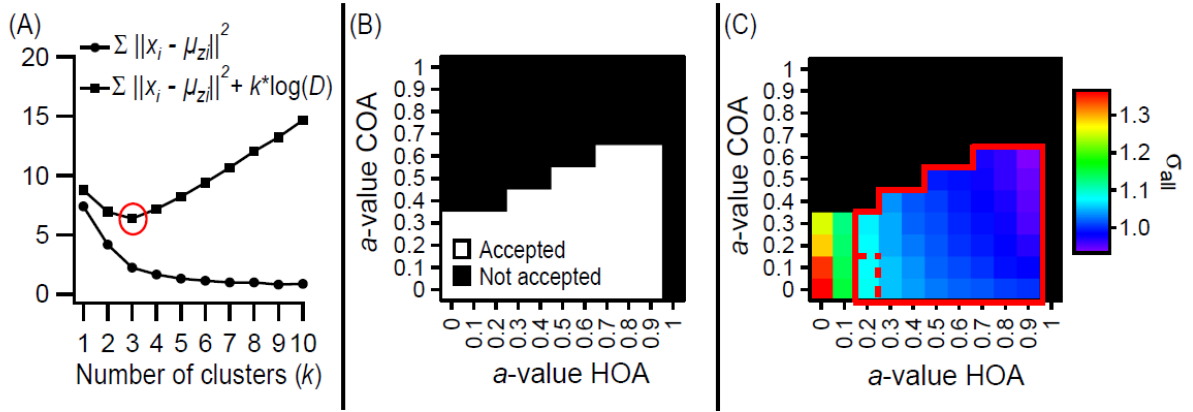 (A)
Σ ||xi - μzi||²
Σ ||xi - μzi||² + k*log(D)
20
15
10
5
0
1 2 3 4 5 6 7 8 9 10
Number of clusters (k)
(B)
a-value COA
1
0.9
0.8
0.7
0.6
0.5
0.4
0.3
0.2
0.1
0
Accepted
Not accepted
0 0.1 0.2 0.3 0.4 0.5 0.6 0.7 0.8 0.9 1
a-value HOA
(C)
a-value COA
1
0.9
0.8
0.7
0.6
0.5
0.4
0.3
0.2
0.1
0
0 0.1 0.2 0.3 0.4 0.5 0.6 0.7 0.8 0.9 1
a-value HOA
1.3
1.2
1.1
1.0
σall